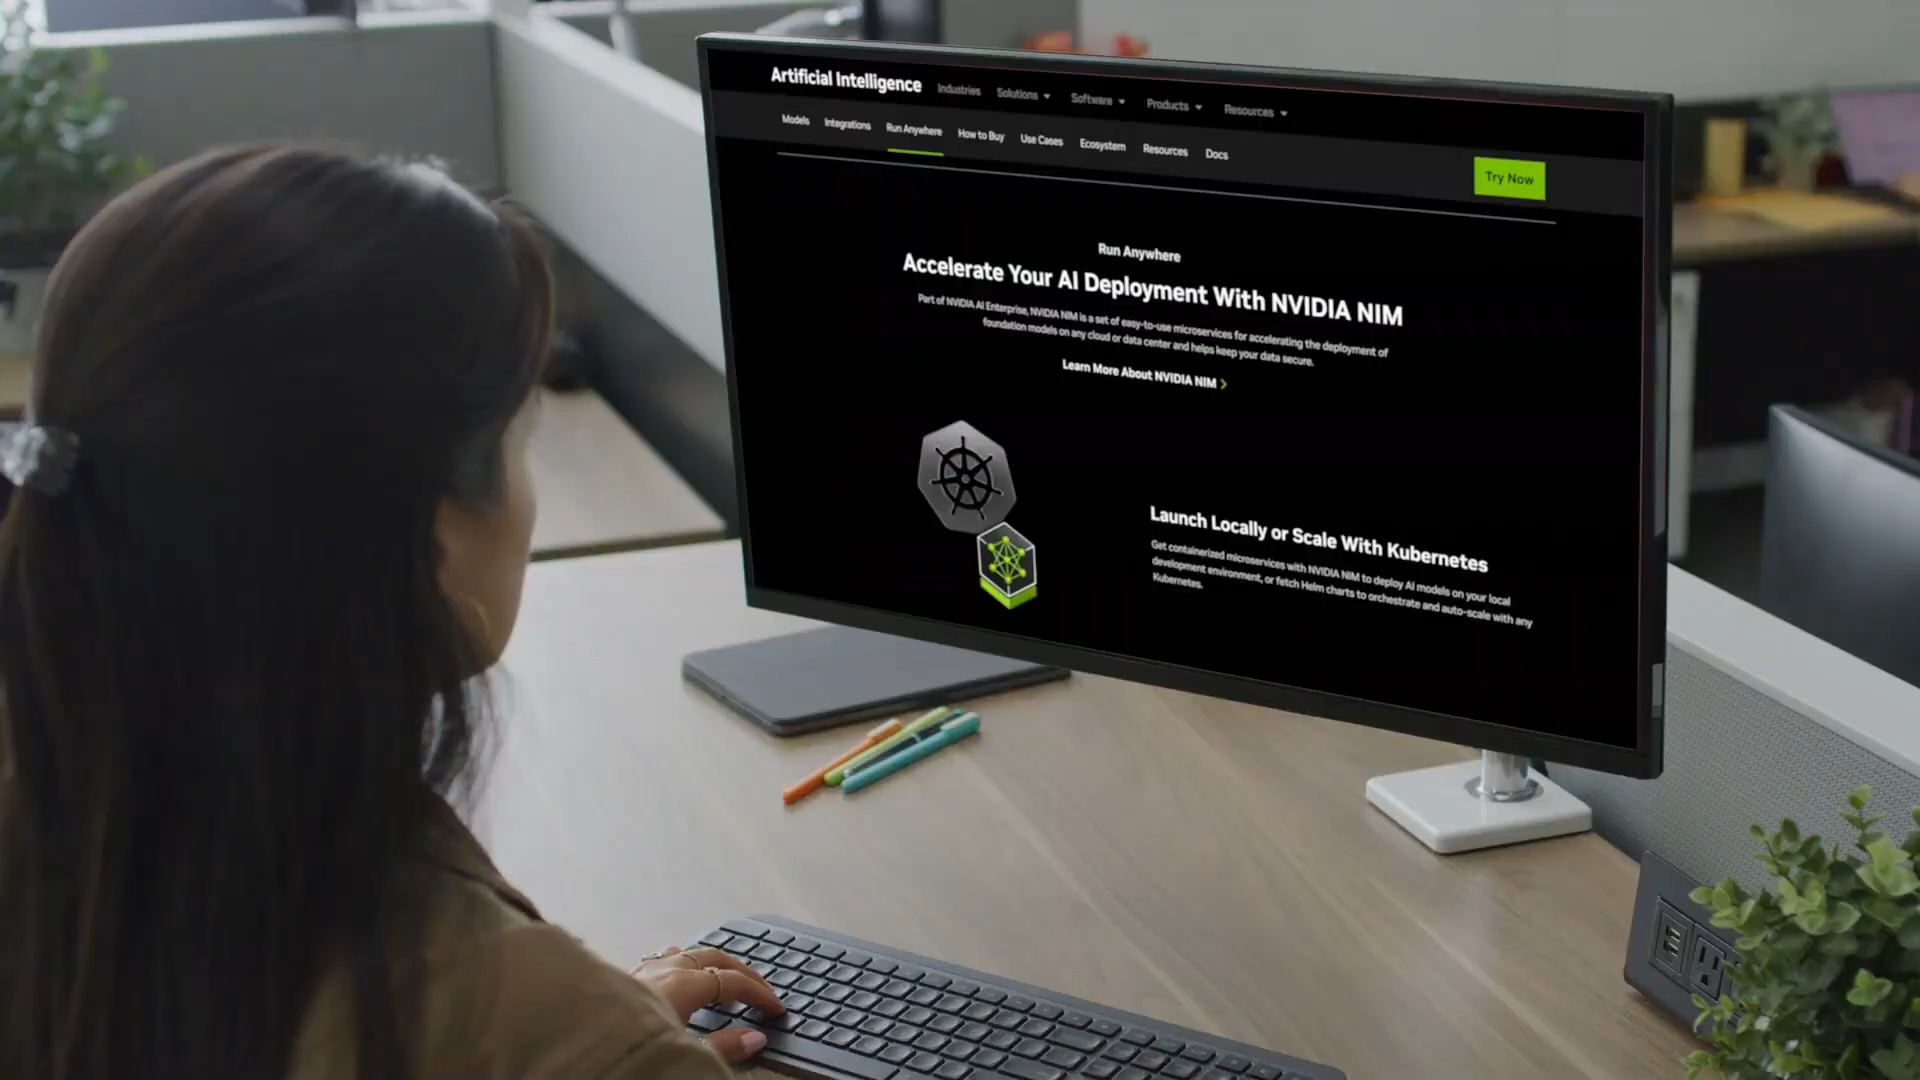 Artificial Intelligence Industries Solutions Software Products Resources
Models Integrations Run Anywhere How to Buy Use Cases Ecosystem Resources Docs
Try Now
Run Anywhere
Accelerate Your AI Deployment With NVIDIA NIM
Part of NVIDIA AI Enterprise, NVIDIA NIM is a set of easy-to-use microservices for accelerating the deployment of
foundation models on any cloud or data center and helps keep your data secure.
Learn More About NVIDIA NIM >
Launch Locally or Scale With Kubernetes
Get containerized microservices with NVIDIA NIM to deploy AI models on your local
development environment, or fetch Helm charts to orchestrate and auto-scale with any
Kubernetes.